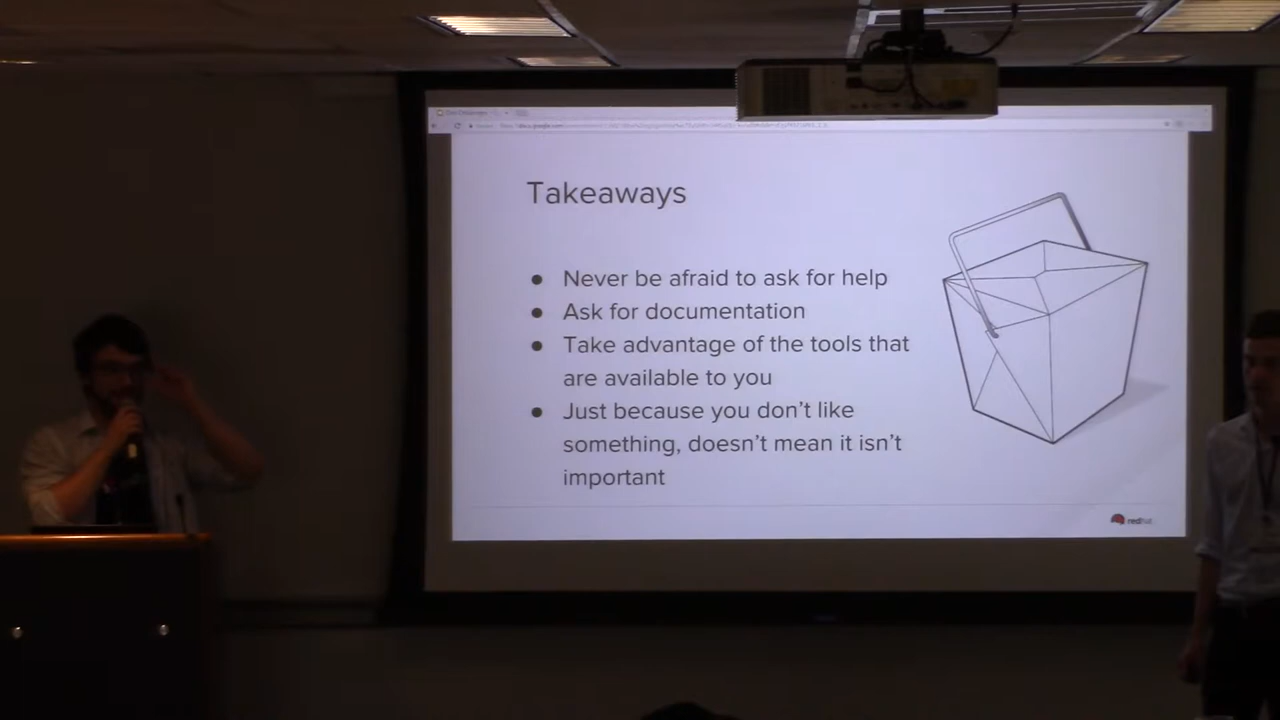 Takeaways
● Never be afraid to ask for help
● Ask for documentation
● Take advantage of the tools that
are available to you
● Just because you don't like
something, doesn't mean it isn't
important
redhat